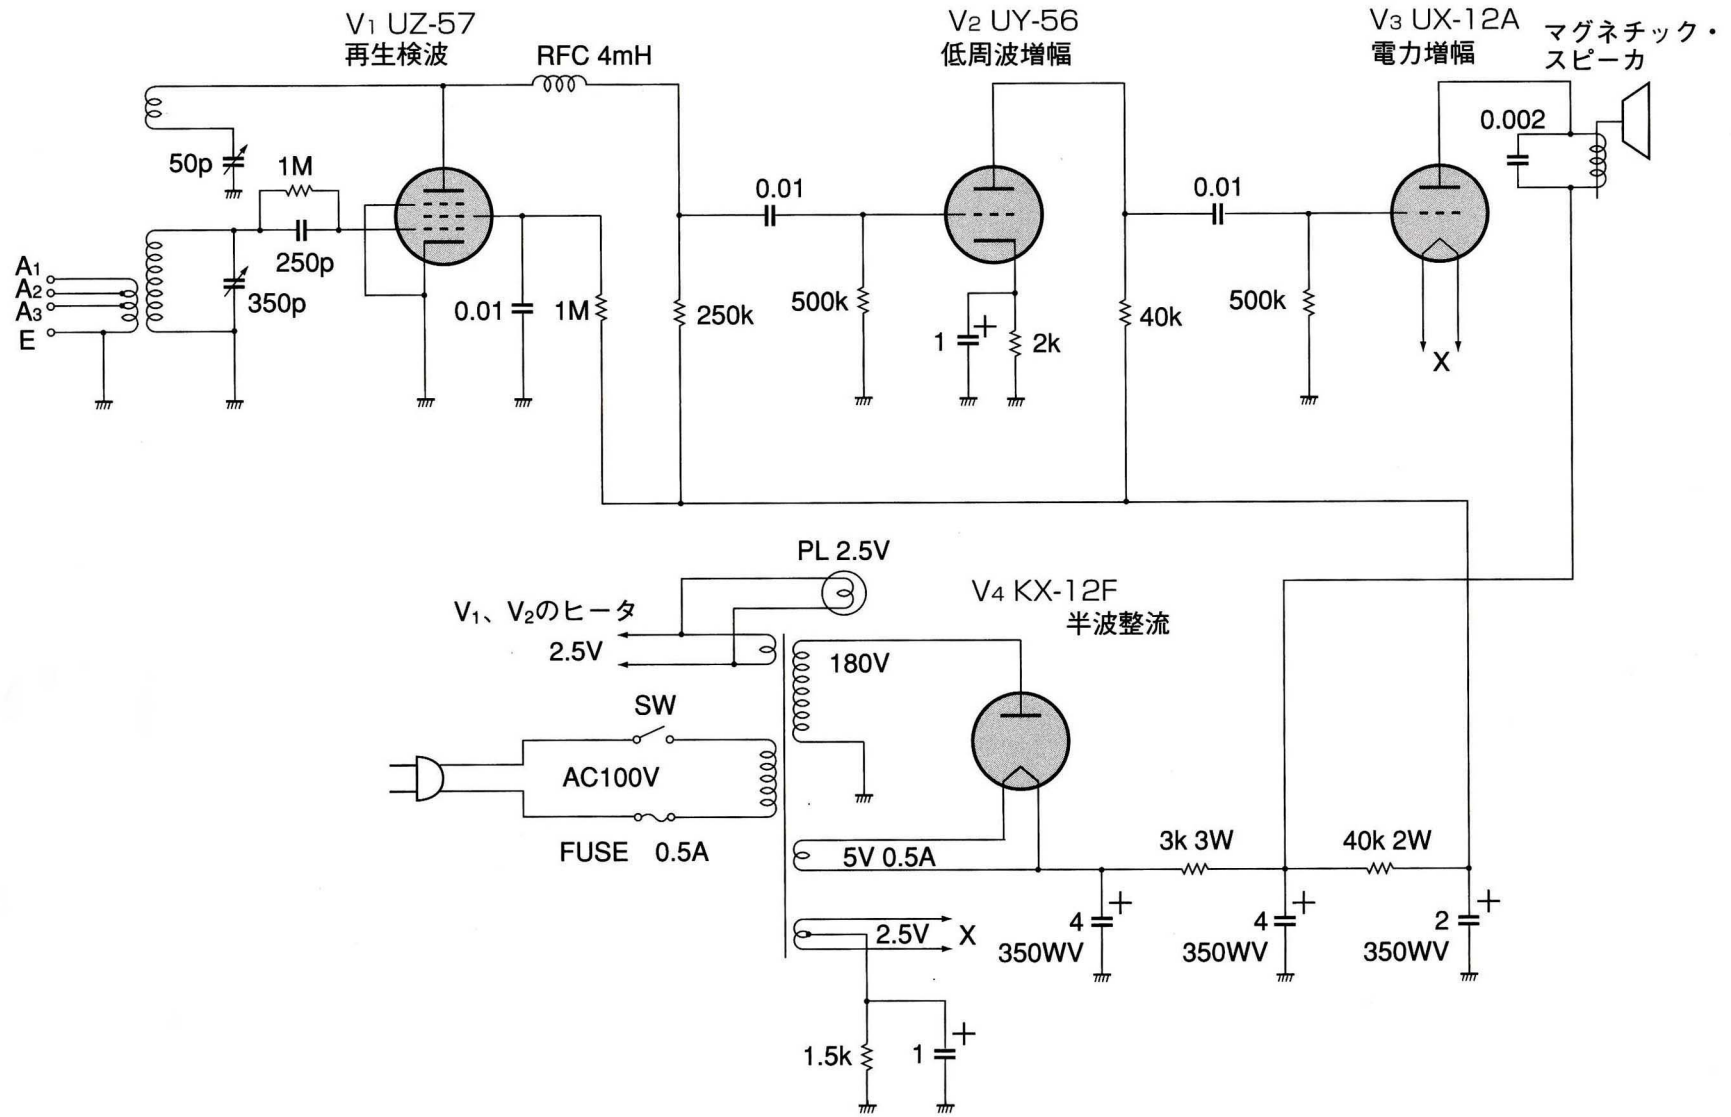 V1 UZ-57
再生検波
RFC 4mH
V2 UY-56
低周波増幅
V3 UX-12A
電力増幅
マグネチック・
スピーカ
0.002
50p
1M
250p
350p
A1
A2
A3
E
0.01
1M
250k
0.01
500k
1
+
2k
40k
0.01
500k
X
PL 2.5V
V1、V2のヒータ
2.5V
V4 KX-12F
半波整流
180V
SW
AC100V
FUSE 0.5A
5V 0.5A
3k 3W
40k 2W
4
+
350WV
4
+
350WV
2
+
350WV
2.5V
X
1.5k
1
+